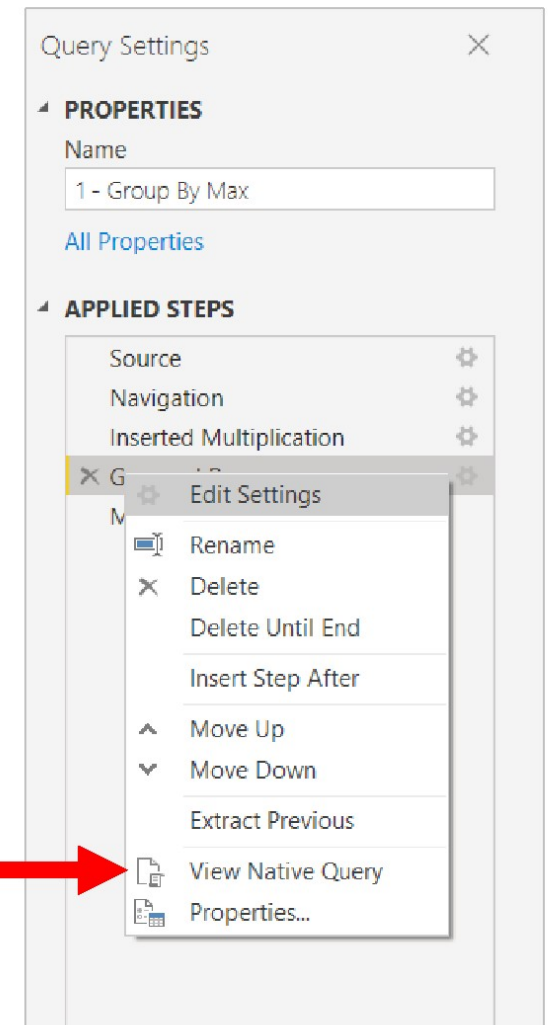 Query Settings
PROPERTIES
Name
1 - Group By Max
All Properties
APPLIED STEPS
Source
Navigation
Inserted Multiplication
Edit Settings
Rename
Delete
Delete Until End
Insert Step After
Move Up
Move Down
Extract Previous
View Native Query
Properties...